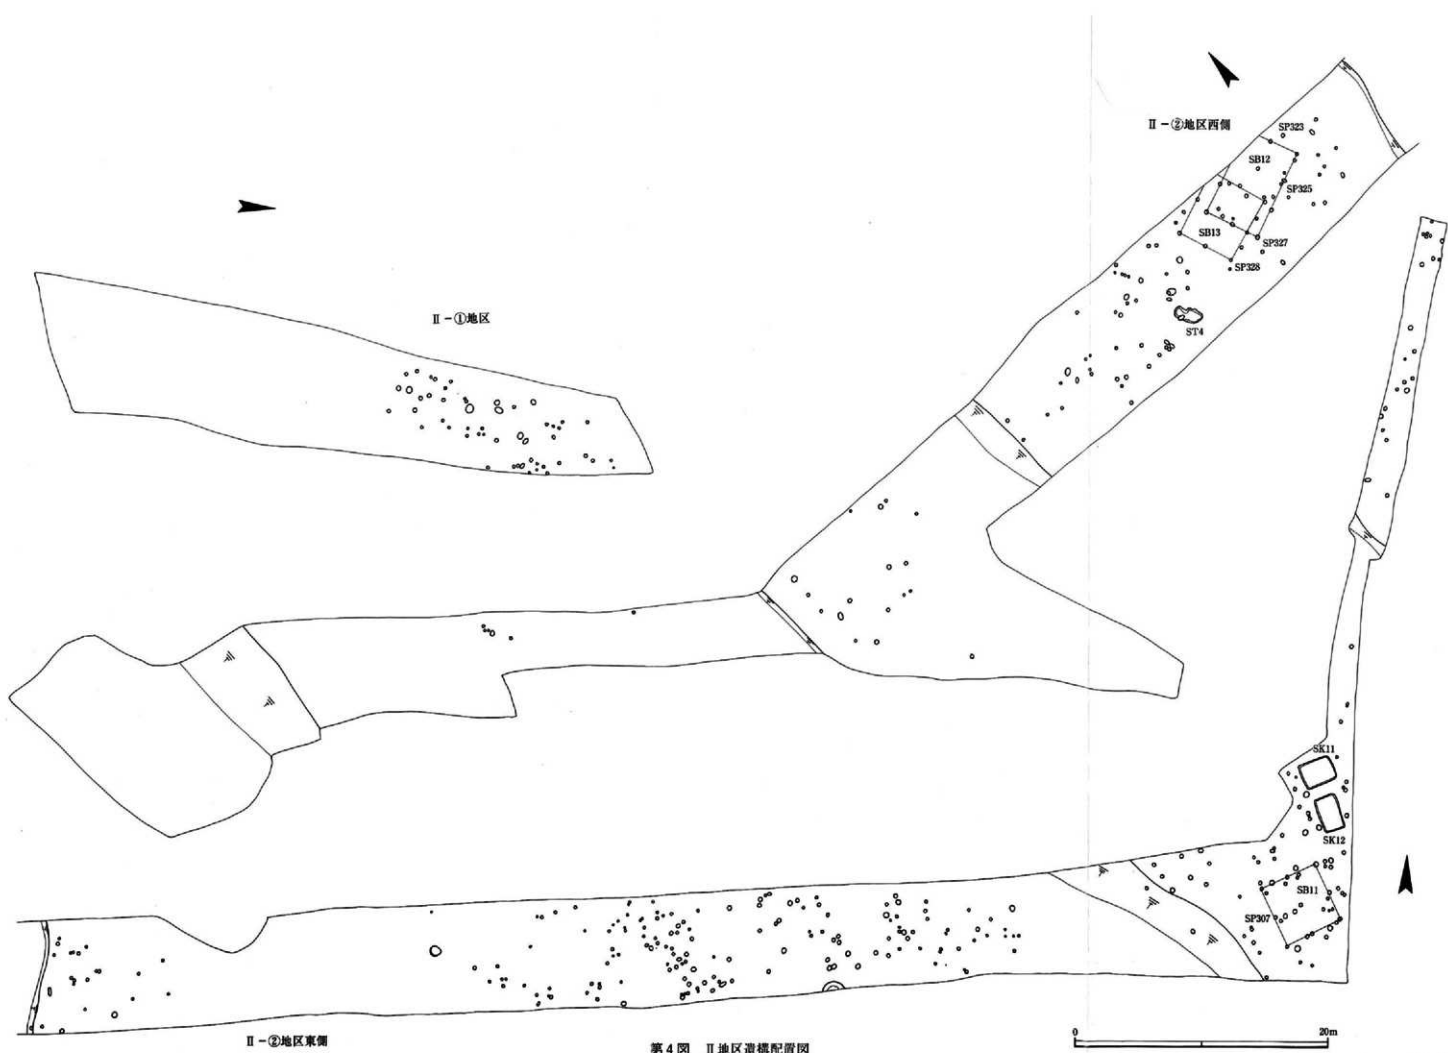 Ⅱ-②地区西側
SP323
SB12
SP325
SB13
SP327
SP328
ST4
Ⅱ-①地区
SK11
SK12
SB11
SP307
Ⅱ-②地区東側
第4図 Ⅱ地区遺構配置図
0 20m